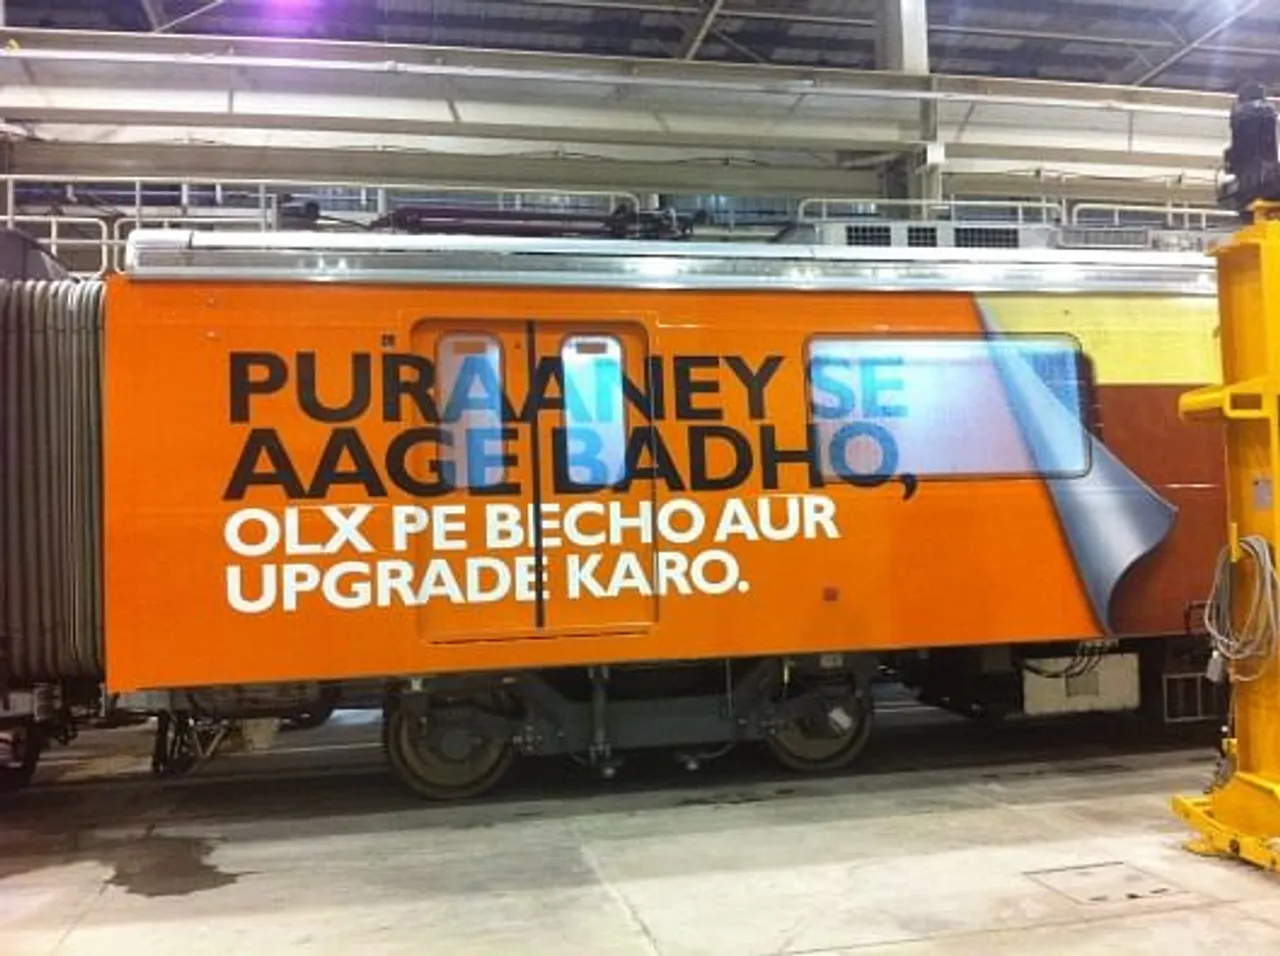 PURAANEY SE
AAGE BADHO,
OLX PE BECHO AUR
UPGRADE KARO.